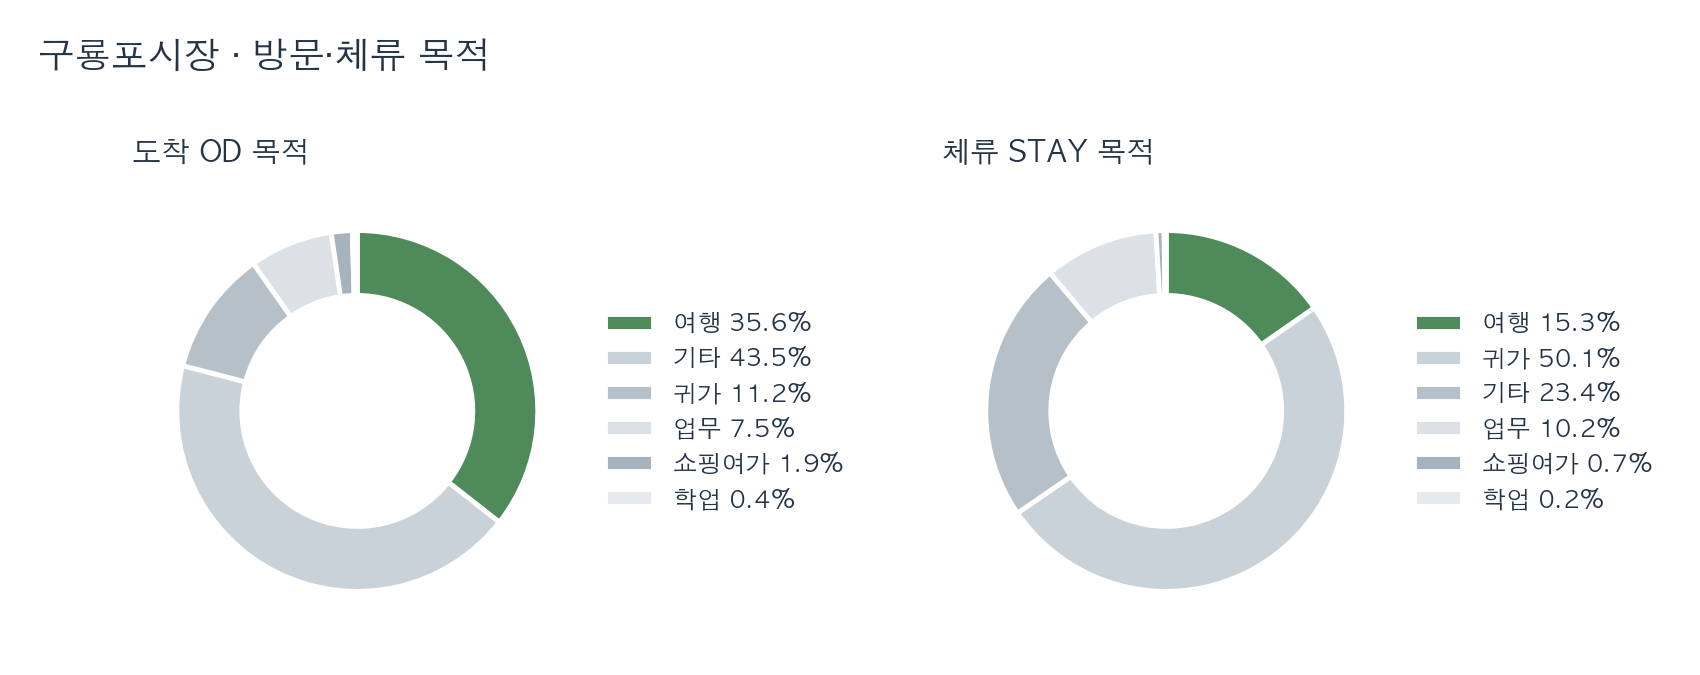 구룡포시장 · 방문·체류 목적
도착 OD 목적
여행 35.6%
기타 43.5%
귀가 11.2%
업무 7.5%
쇼핑여가 1.9%
학업 0.4%
체류 STAY 목적
여행 15.3%
귀가 50.1%
기타 23.4%
업무 10.2%
쇼핑여가 0.7%
학업 0.2%